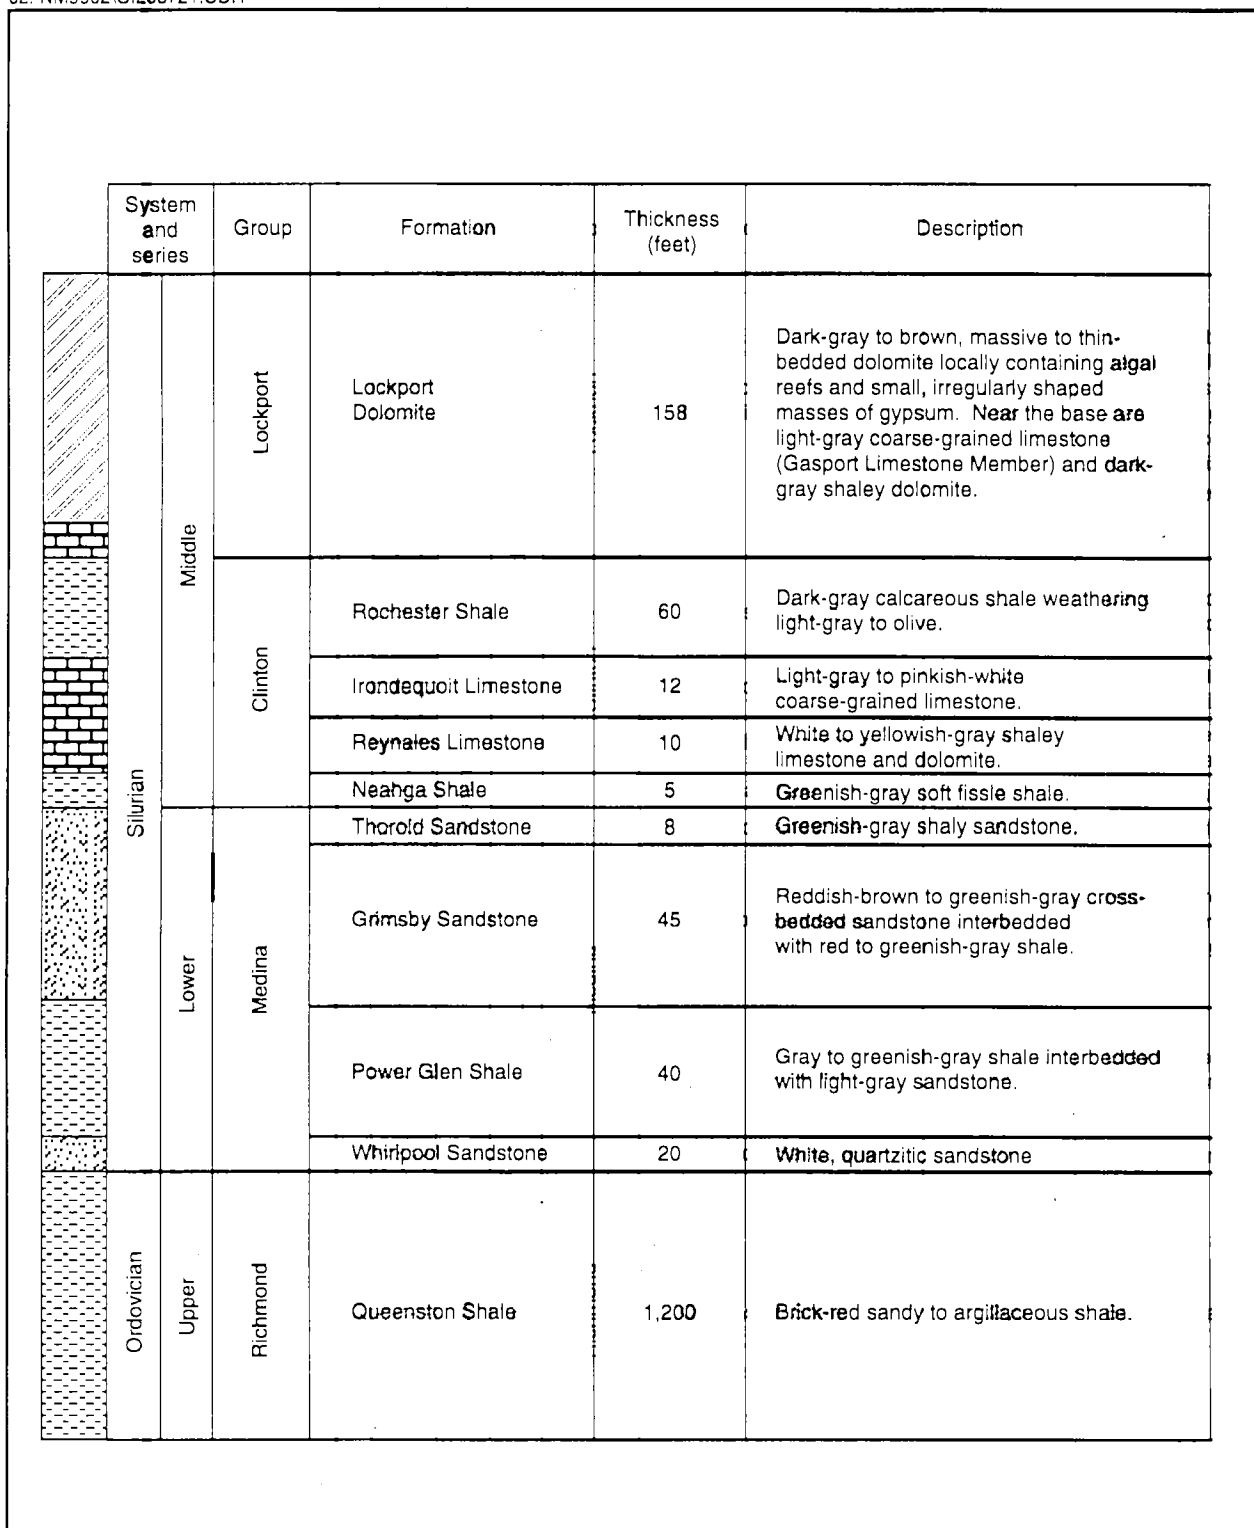 System
and
series
Group
Formation
Thickness
(feet)
Description
Silurian
Middle
Lockport
Lockport
Dolomite
158
Dark-gray to brown, massive to thin-
bedded dolomite locally containing algal
reefs and small, irregularly shaped
masses of gypsum. Near the base are
light-gray coarse-grained limestone
(Gasport Limestone Member) and dark-
gray shaley dolomite.
Clinton
Rochester Shale
60
Dark-gray calcareous shale weathering
light-gray to olive.
Irondequoit Limestone
12
Light-gray to pinkish-white
coarse-grained limestone.
Reynales Limestone
10
White to yellowish-gray shaley
limestone and dolomite.
Neahga Shale
5
Greenish-gray soft fissle shale.
Lower
Medina
Thorold Sandstone
8
Greenish-gray shaly sandstone.
Grimsby Sandstone
45
Reddish-brown to greenish-gray cross-
bedded sandstone interbedded
with red to greenish-gray shale.
Power Glen Shale
40
Gray to greenish-gray shale interbedded
with light-gray sandstone.
Whirlpool Sandstone
20
White, quartzitic sandstone
Ordovician
Upper
Richmond
Queenston Shale
1,200
Brick-red sandy to argillaceous shale.